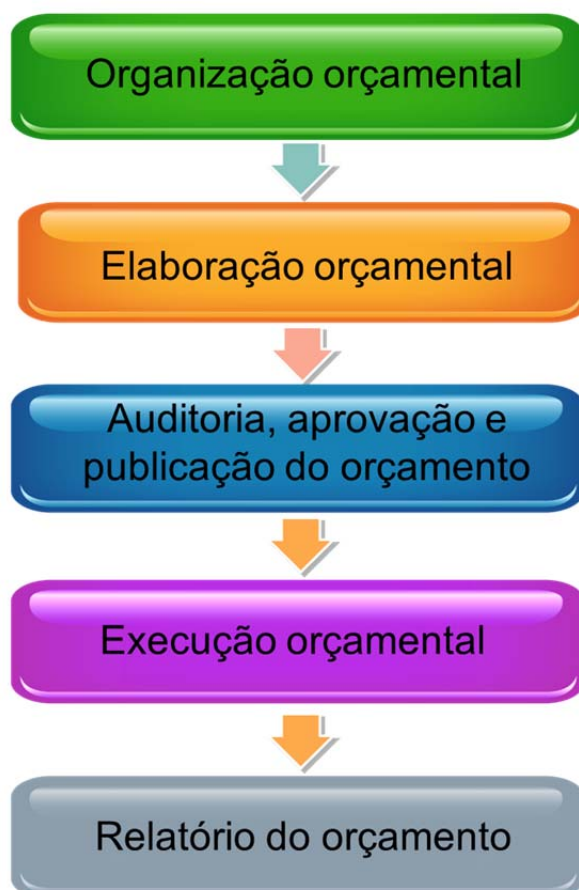 Organização orçamental
Elaboração orçamental
Auditoria, aprovação e
publicação do orçamento
Execução orçamental
Relatório do orçamento